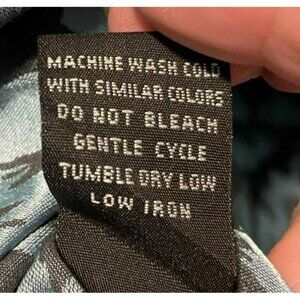 MACHINE WASH COLD
WITH SIMILAR COLORS
DO NOT BLEACH
GENTLE CYCLE
TUMBLE DRY LOW
LOW IRON